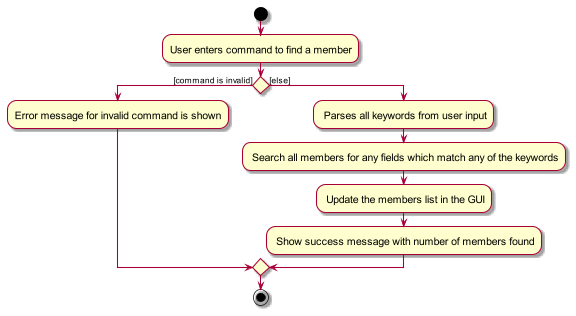 User enters command to find a member
[command is invalid]
[else]
Error message for invalid command is shown
Parses all keywords from user input
Search all members for any fields which match any of the keywords
Update the members list in the GUI
Show success message with number of members found